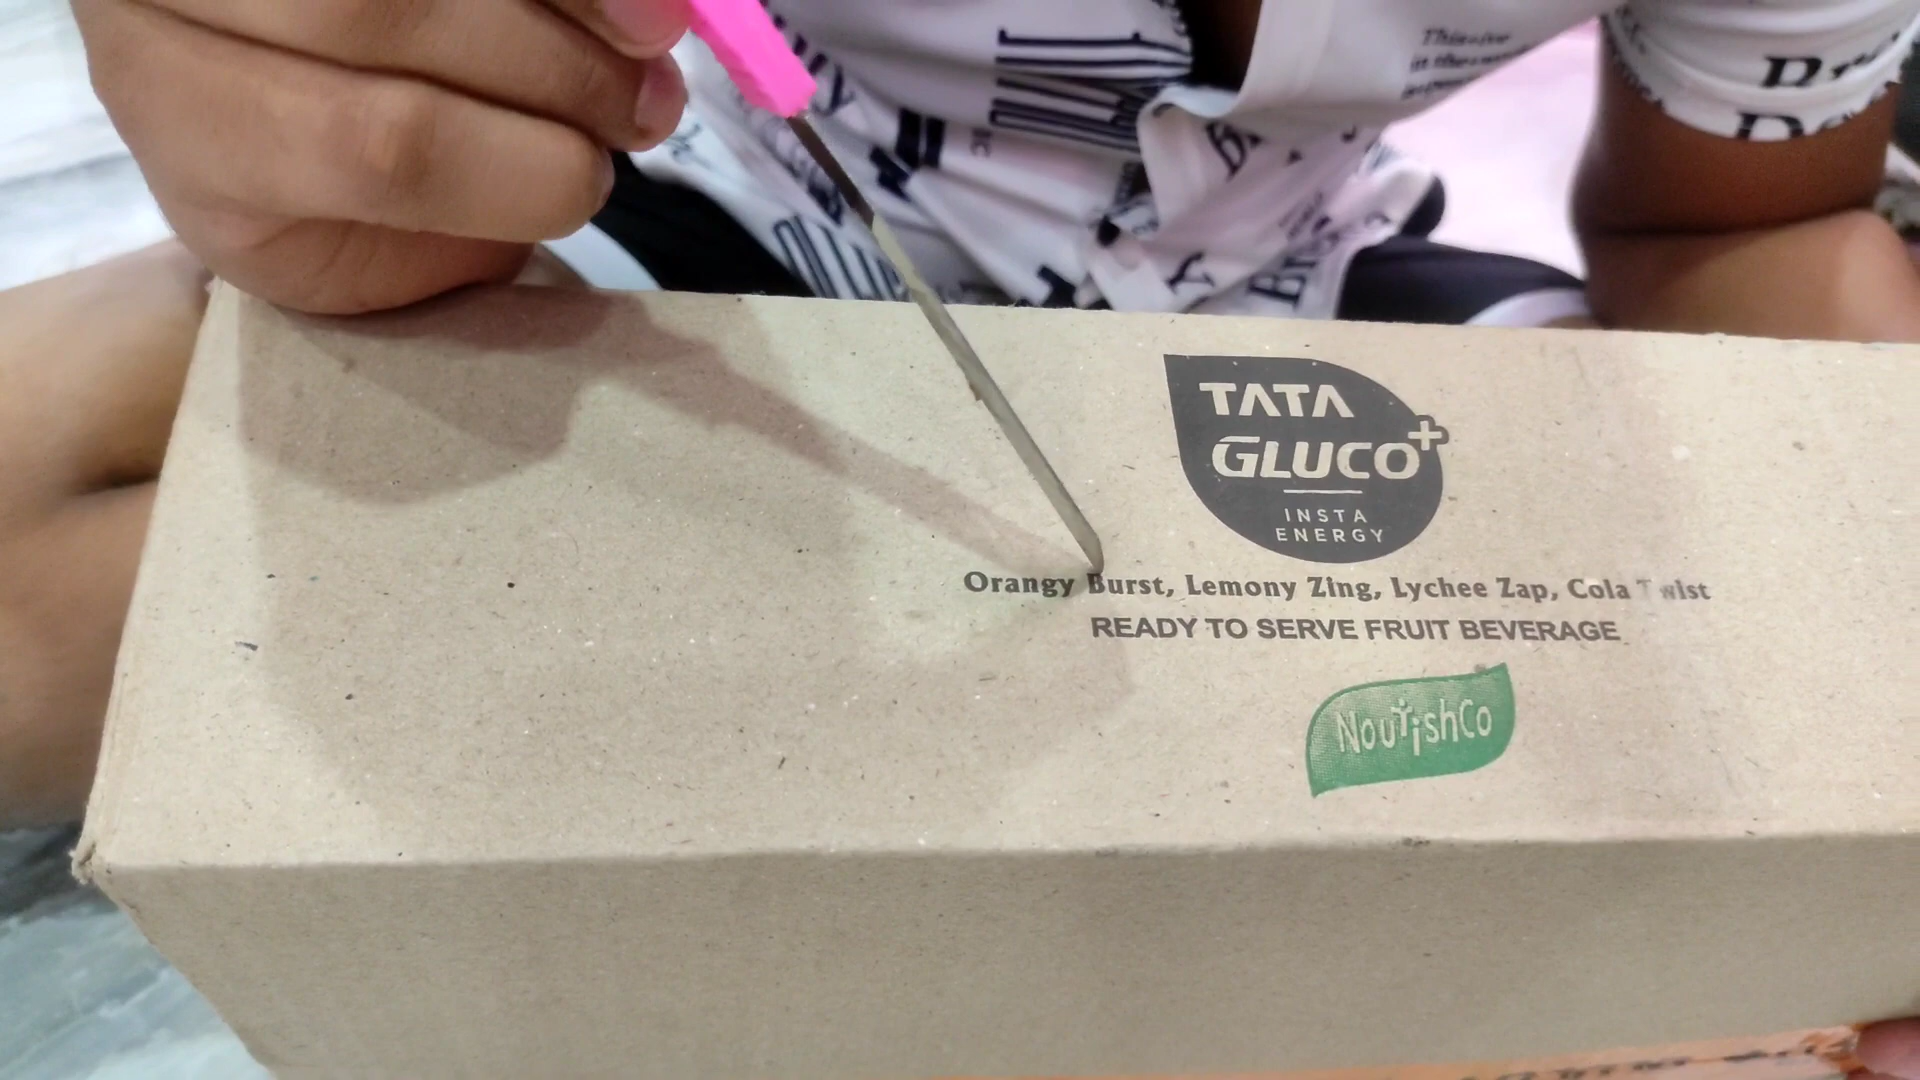 TATA
GLUCO+
INSTA
ENERGY
Orangy Burst, Lemony Zing, Lychee Zap, Cola Twist
READY TO SERVE FRUIT BEVERAGE
NourishCo